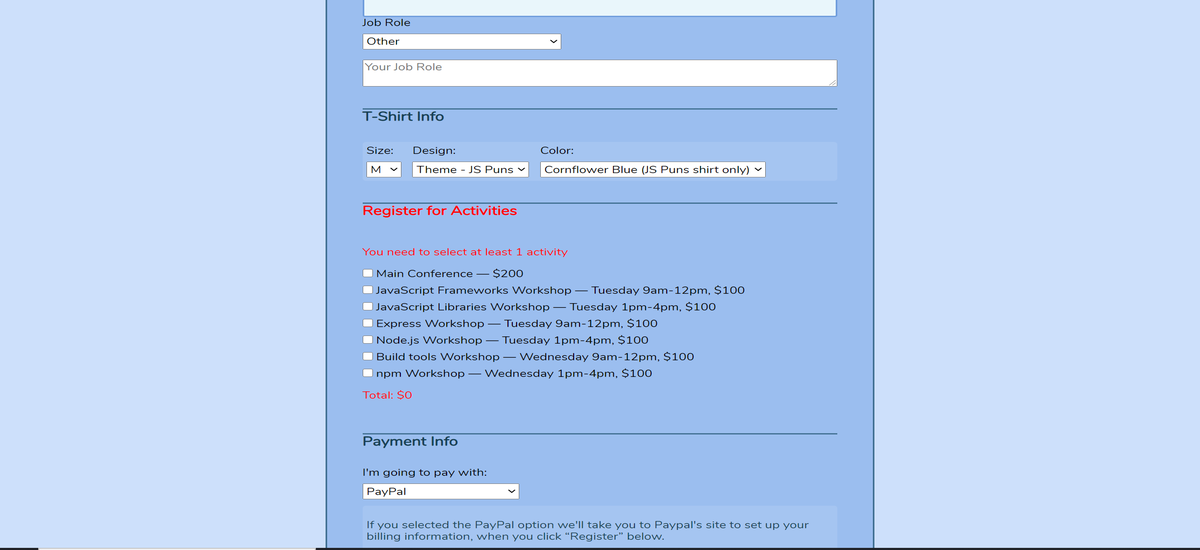 Job Role
Other
Your Job Role
T-Shirt Info
Size: Design: Color:
M Theme - JS Puns Cornflower Blue (JS Puns shirt only)
Register for Activities
You need to select at least 1 activity
Main Conference — $200
JavaScript Frameworks Workshop — Tuesday 9am-12pm, $100
JavaScript Libraries Workshop — Tuesday 1pm-4pm, $100
Express Workshop — Tuesday 9am-12pm, $100
Node.js Workshop — Tuesday 1pm-4pm, $100
Build tools Workshop — Wednesday 9am-12pm, $100
npm Workshop — Wednesday 1pm-4pm, $100
Total: $0
Payment Info
I'm going to pay with:
PayPal
If you selected the PayPal option we'll take you to Paypal's site to set up your
billing information, when you click “Register” below.